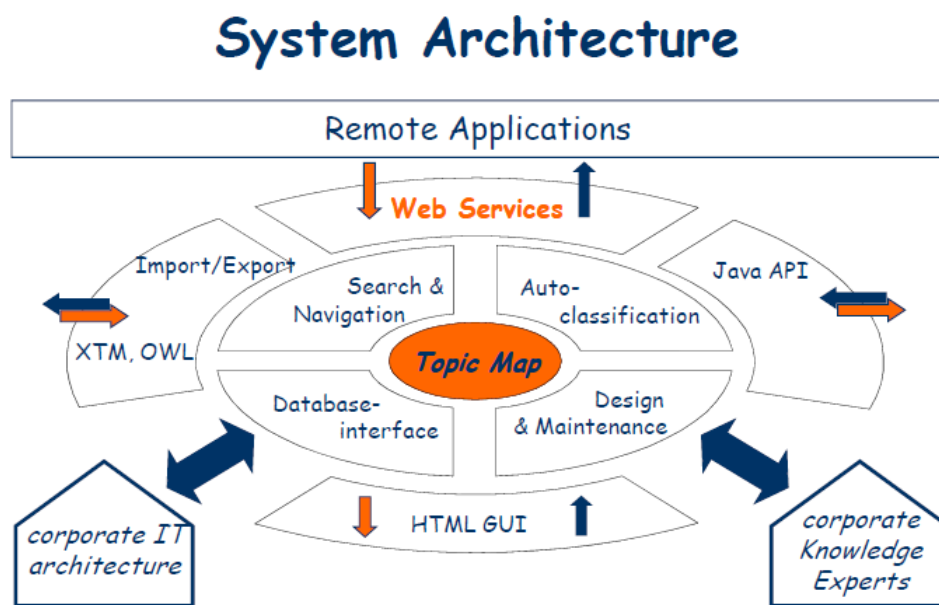 System Architecture
Remote Applications
Web Services
Import/Export
XTM, OWL
Search &
Navigation
Auto-
classification
Java API
Topic Map
Database-
interface
Design
& Maintenance
HTML GUI
corporate IT
architecture
corporate
Knowledge
Experts